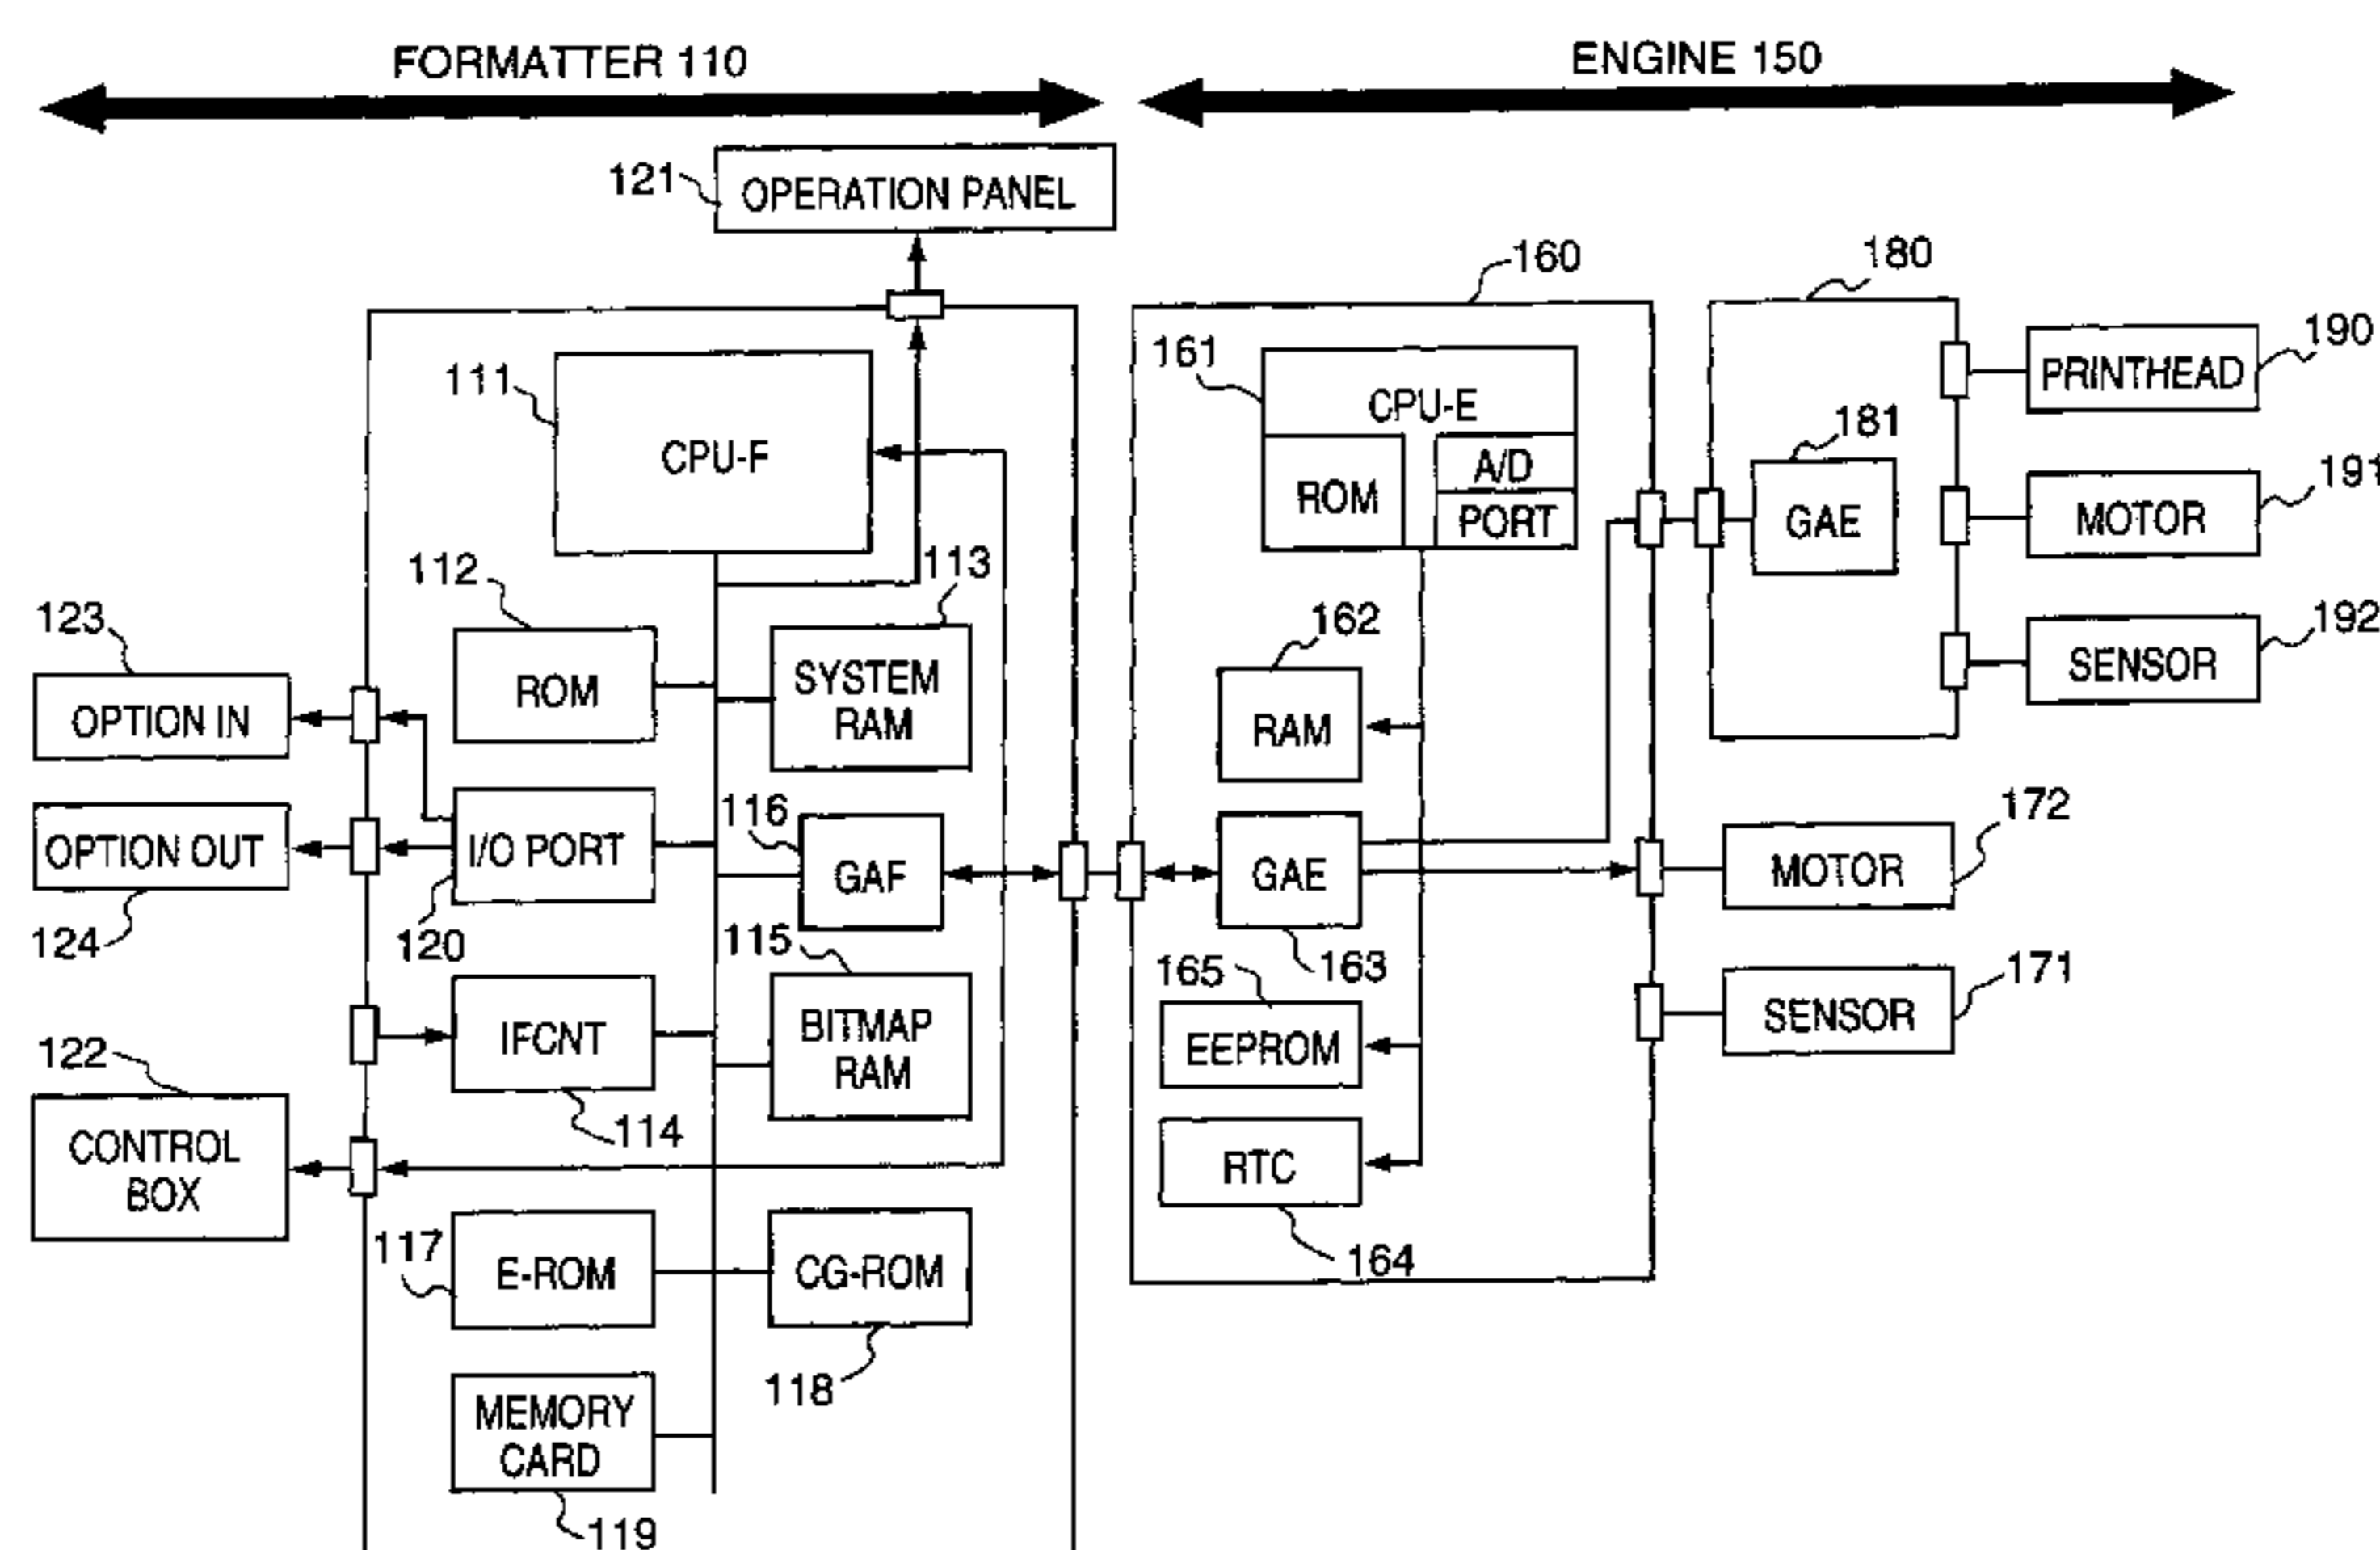 FORMATTER 110
ENGINE 150
121
OPERATION PANEL
160
180
111
CPU-F
161
CPU-E
ROM
A/D
PORT
181
GAE
PRINTHEAD
190
MOTOR
191
SENSOR
192
112
ROM
113
SYSTEM
RAM
123
OPTION IN
OPTION OUT
124
I/O PORT
120
116
GAF
162
RAM
GAE
163
MOTOR
172
SENSOR
171
115
BITMAP
RAM
IFCNT
114
165
EEPROM
RTC
164
122
CONTROL
BOX
117
E-ROM
CG-ROM
118
MEMORY
CARD
119